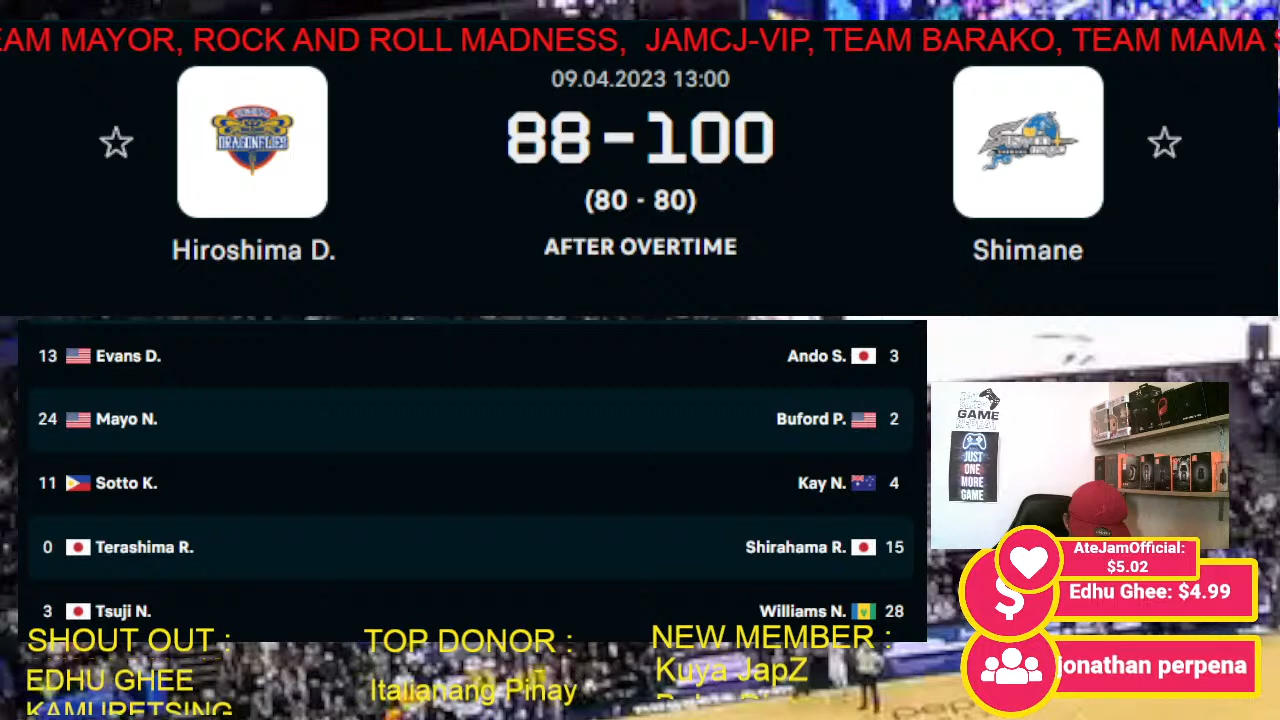 EAM MAYOR, ROCK AND ROLL MADNESS, JAMCJ-VIP, TEAM BARAKO, TEAM MAMA
09.04.2023 13:00
DRAGONFLIES
88 - 100
(80 - 80)
AFTER OVERTIME
Hiroshima D.
Shimane
13 Evans D.
Ando S. 3
24 Mayo N.
Buford P. 2
11 Sotto K.
Kay N. 4
0 Terashima R.
Shirahama R. 15
3 Tsuji N.
Williams N. 28
GAME
REPEAT
JUST
ONE
MORE
GAME
AteJamOfficial:
$5.02
$
Edhu Ghee: $4.99
jonathan perpena
SHOUT OUT :
EDHU GHEE
KAMURETSING
TOP DONOR :
Italianang Pinay
NEW MEMBER :
Kuya JapZ